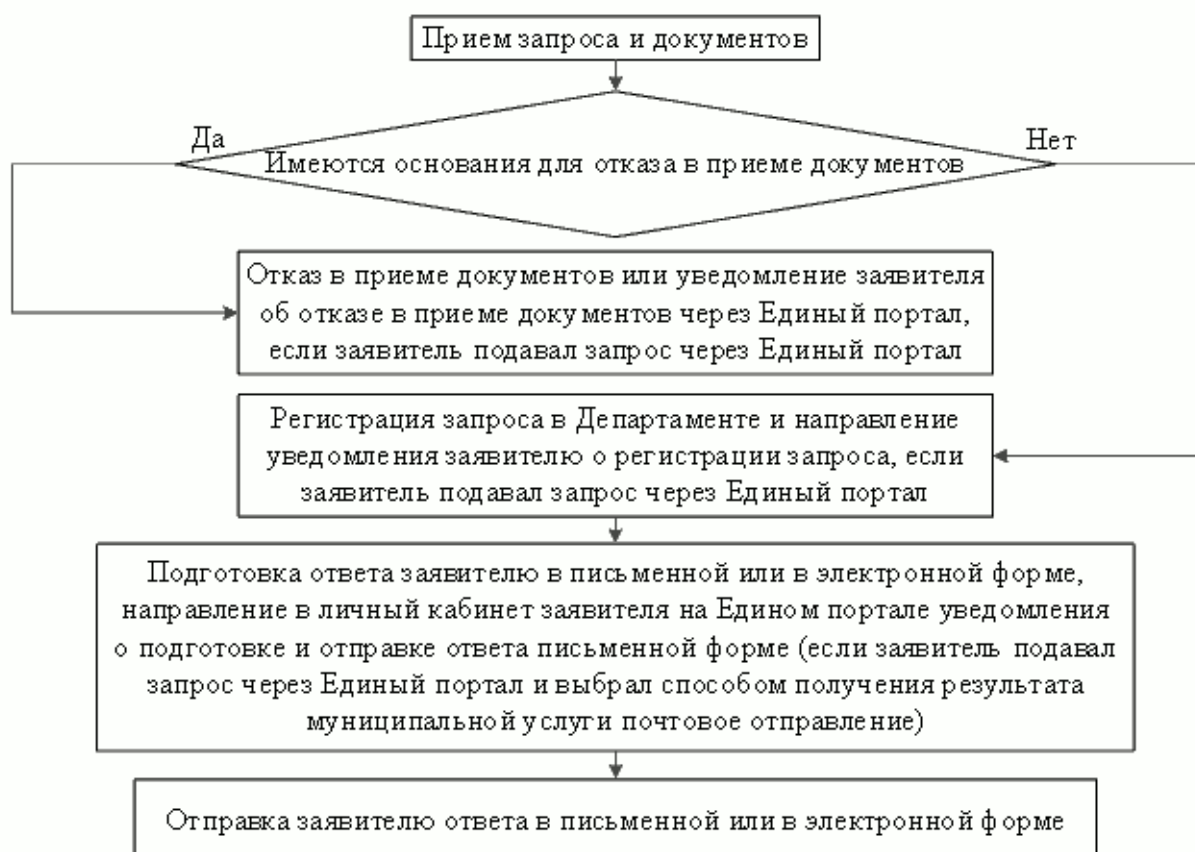 Прием запроса и документов
Да
Нет
Имеются основания для отказа в приеме документов
Отказ в приеме документов или уведомление заявителя
об отказе в приеме документов через Единый портал,
если заявитель подавал запрос через Единый портал
Регистрация запроса в Департаменте и направление
уведомления заявителю о регистрации запроса, если
заявитель подавал запрос через Единый портал
Подготовка ответа заявителю в письменной или в электронной форме,
направление в личный кабинет заявителя на Едином портале уведомления
о подготовке и отправке ответа письменной форме (если заявитель подавал
запрос через Единый портал и выбрал способом получения результата
муниципальной услуги почтовое отправление)
Отправка заявителю ответа в письменной или в электронной форме